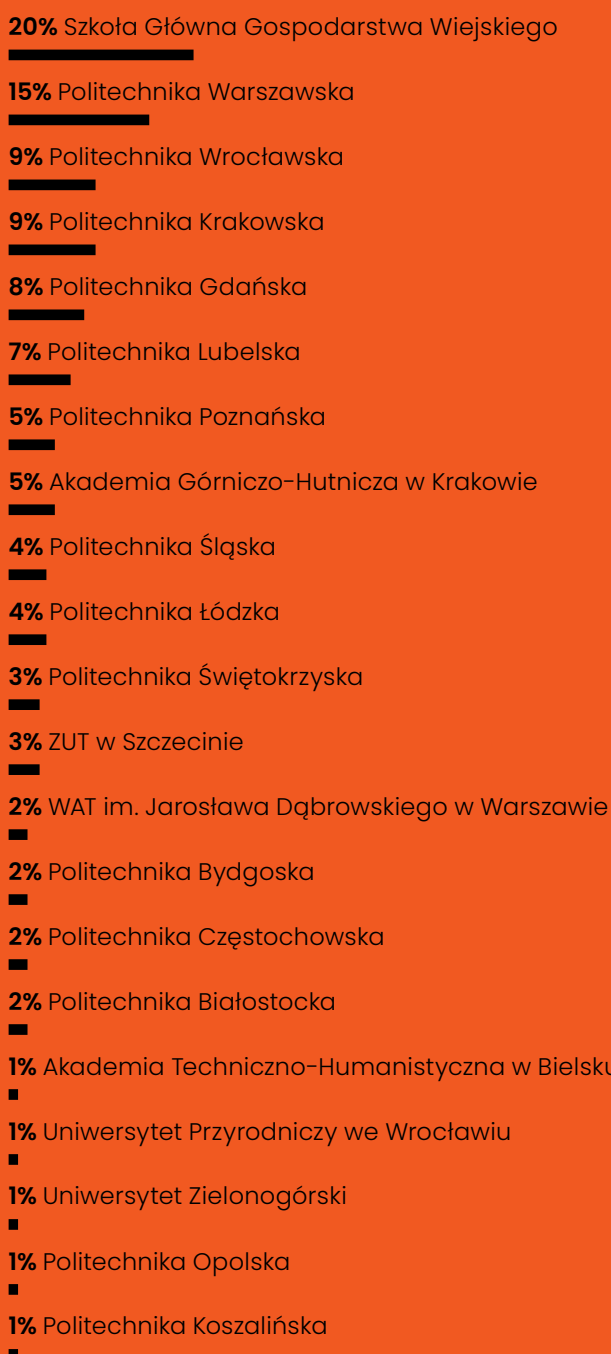 20% Szkoła Główna Gospodarstwa Wiejskiego
15% Politechnika Warszawska
9% Politechnika Wrocławska
9% Politechnika Krakowska
8% Politechnika Gdańska
7% Politechnika Lubelska
5% Politechnika Poznańska
5% Akademia Górniczo-Hutnicza w Krakowie
4% Politechnika Śląska
4% Politechnika Łódzka
3% Politechnika Świętokrzyska
3% ZUT w Szczecinie
2% WAT im. Jarosława Dąbrowskiego w Warszawie
2% Politechnika Bydgoska
2% Politechnika Częstochowska
2% Politechnika Białostocka
1% Akademia Techniczno-Humanistyczna w Bielsku
1% Uniwersytet Przyrodniczy we Wrocławiu
1% Uniwersytet Zielonogórski
1% Politechnika Opolska
1% Politechnika Koszalińska